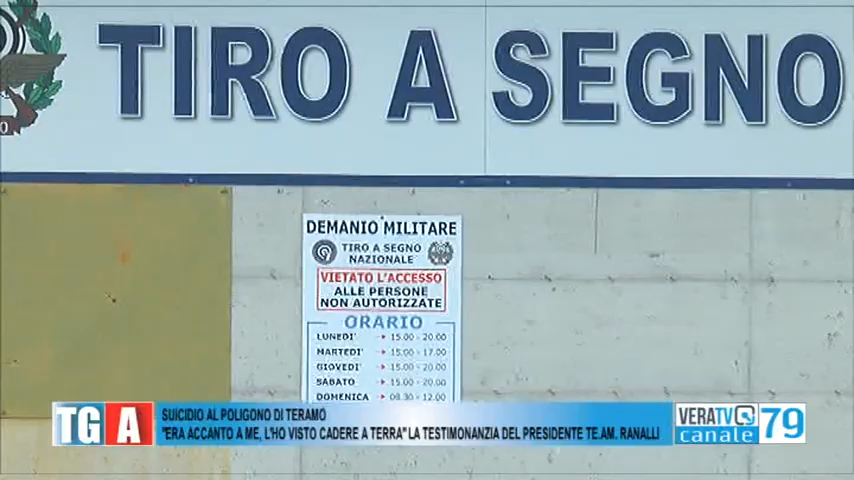 TIRO A SEGNO
DEMANIO MILITARE
TIRO A SEGNO
NAZIONALE
VIETATO L'ACCESSO
ALLE PERSONE
NON AUTORIZZATE
ORARIO
LUNEDI' 15.00 - 20.00
MARTEDI' 15.00 - 17.00
GIOVEDI' 15.00 - 20.00
SABATO 15.00 - 20.00
DOMENICA 08.30 - 12.00
TGA
SUICIDIO AL POLIGONO DI TERAMO
"ERA ACCANTO A ME, L'HO VISTO CADERE A TERRA" LA TESTIMONANZIA DEL PRESIDENTE TE.AM. RANALLI
VERATV
canale 79